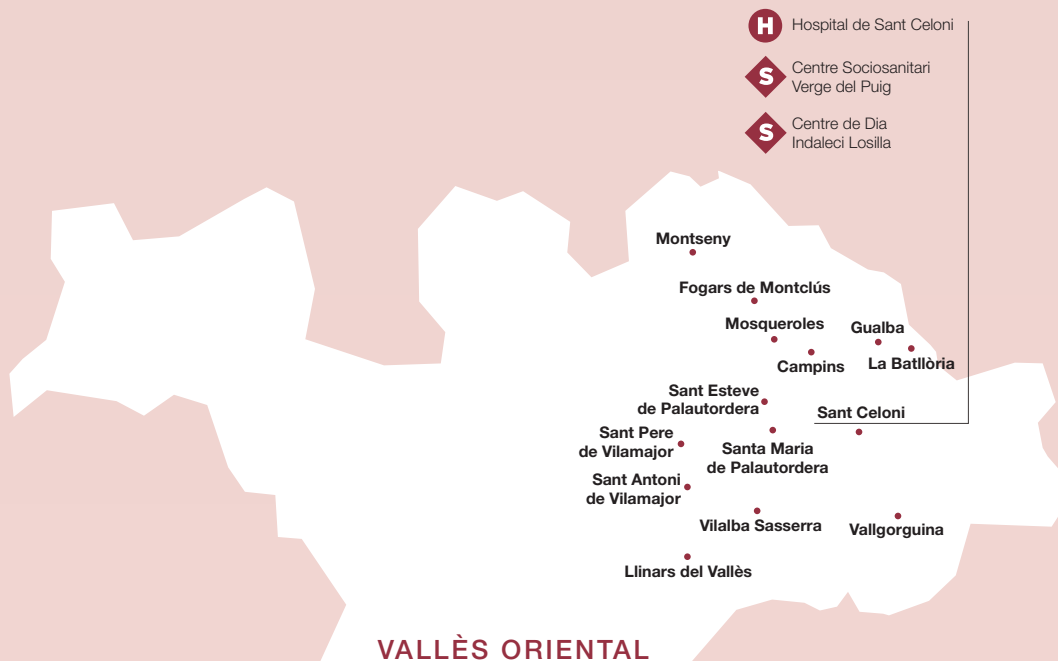 H Hospital de Sant Celoni
S Centre Sociosanitari
Verge del Puig
S Centre de Dia
Indaleci Losilla
Montseny
Fogars de Montclús
Mosqueroles
Gualba
Campins
La Batllòria
Sant Esteve
de Palautordera
Sant Celoni
Sant Pere
de Vilamajor
Santa Maria
de Palautordera
Sant Antoni
de Vilamajor
Vilalba Sasserra
Vallgorguina
Llinars del Vallès
VALLÈS ORIENTAL